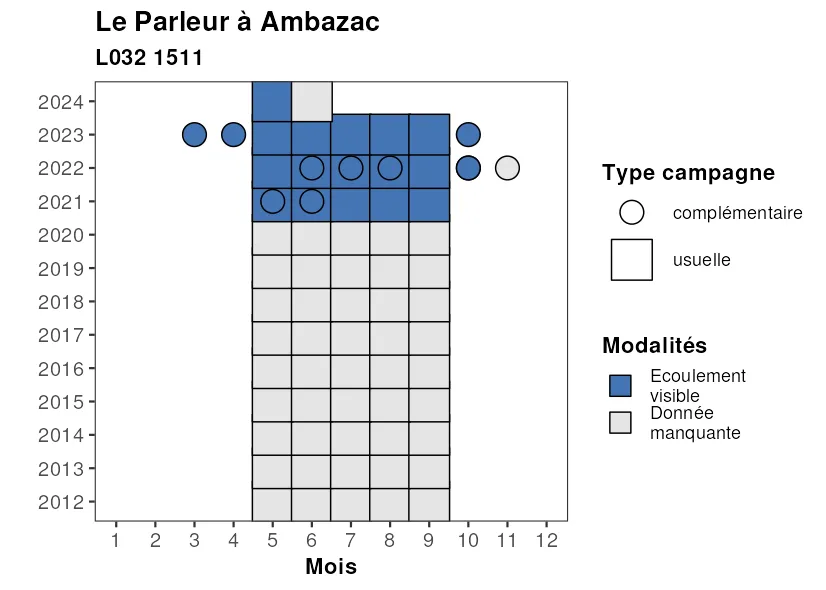 Le Parleur à Ambazac
L032 1511
2024
2023
2022
2021
2020
2019
2018
2017
2016
2015
2014
2013
2012
1 2 3 4 5 6 7 8 9 10 11 12
Mois
Type campagne
complémentaire
usuelle
Modalités
Ecoulement
visible
Donnée
manquante